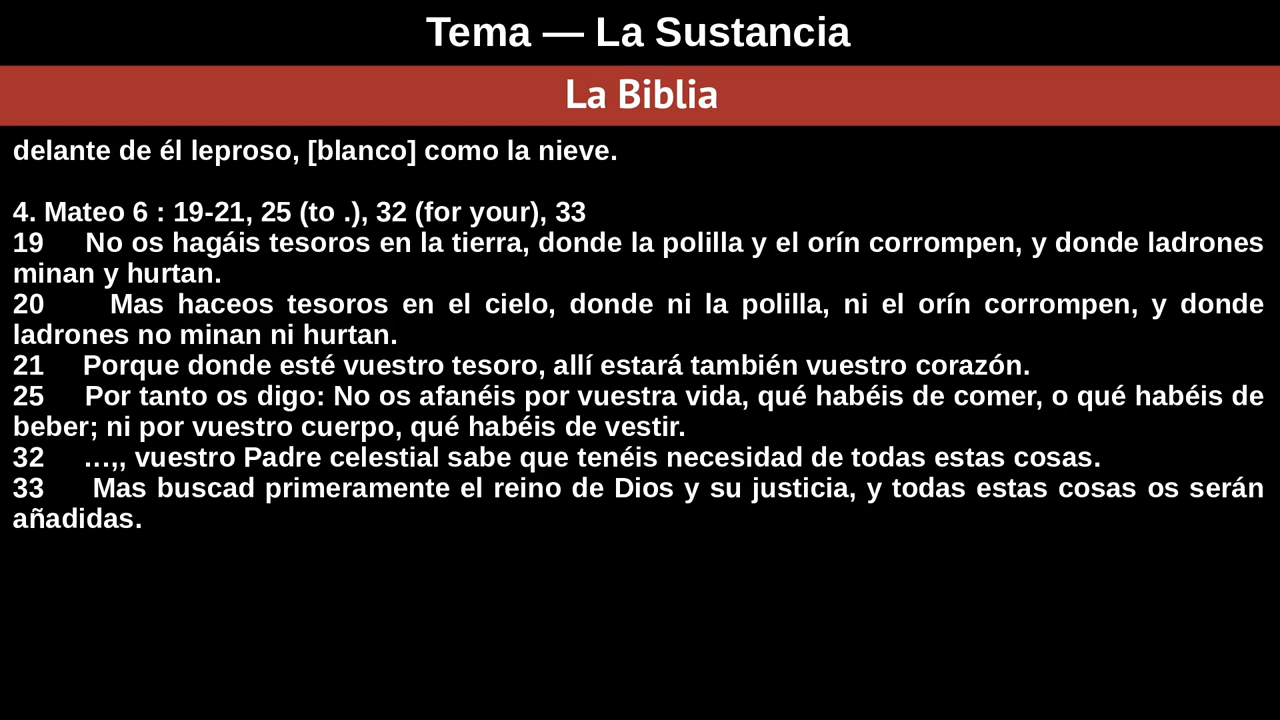 Tema — La Sustancia
La Biblia
delante de él leproso, [blanco] como la nieve.
4. Mateo 6 : 19-21, 25 (to .), 32 (for your), 33
19 No os hagáis tesoros en la tierra, donde la polilla y el orín corrompen, y donde ladrones
minan y hurtan.
20 Mas haceos tesoros en el cielo, donde ni la polilla, ni el orín corrompen, y donde
ladrones no minan ni hurtan.
21 Porque donde esté vuestro tesoro, allí estará también vuestro corazón.
25 Por tanto os digo: No os afanéis por vuestra vida, qué habéis de comer, o qué habéis de
beber; ni por vuestro cuerpo, qué habéis de vestir.
32 …,, vuestro Padre celestial sabe que tenéis necesidad de todas estas cosas.
33 Mas buscad primeramente el reino de Dios y su justicia, y todas estas cosas os serán
añadidas.